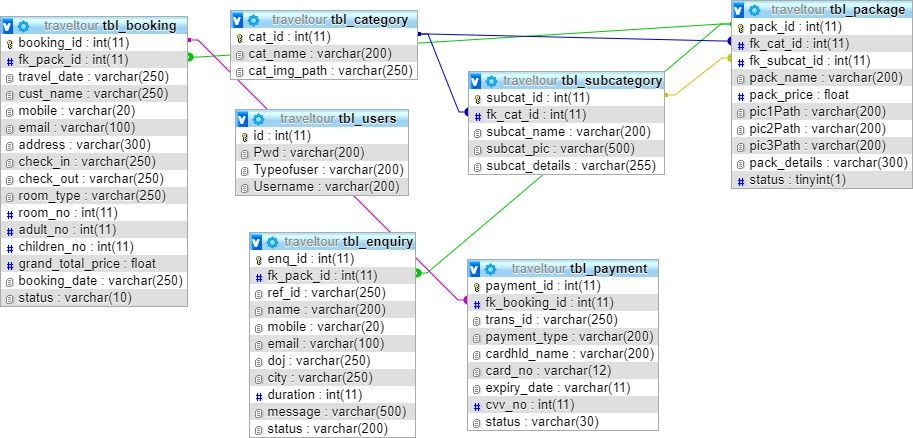 traveltour tbl_booking
booking_id : int(11)
fk_pack_id : int(11)
travel_date : varchar(250)
cust_name : varchar(250)
mobile : varchar(20)
email : varchar(100)
address : varchar(300)
check_in : varchar(250)
check_out : varchar(250)
room_type : varchar(250)
room_no : int(11)
adult_no : int(11)
children_no : int(11)
grand_total_price : float
booking_date : varchar(250)
status : varchar(10)
traveltour tbl_category
cat_id : int(11)
cat_name : varchar(200)
cat_img_path : varchar(250)
traveltour tbl_users
id : int(11)
Pwd : varchar(200)
Typeofuser : varchar(200)
Username : varchar(200)
traveltour tbl_enquiry
enq_id : int(11)
fk_pack_id : int(11)
ref_id : varchar(250)
name : varchar(200)
mobile : varchar(20)
email : varchar(100)
doj : varchar(250)
city : varchar(250)
duration : int(11)
message : varchar(500)
status : varchar(200)
traveltour tbl_subcategory
subcat_id : int(11)
fk_cat_id : int(11)
subcat_name : varchar(200)
subcat_pic : varchar(500)
subcat_details : varchar(255)
traveltour tbl_payment
payment_id : int(11)
fk_booking_id : int(11)
trans_id : varchar(250)
payment_type : varchar(200)
cardhld_name : varchar(200)
card_no : varchar(12)
expiry_date : varchar(11)
cvv_no : int(11)
status : varchar(30)
traveltour tbl_package
pack_id : int(11)
fk_cat_id : int(11)
fk_subcat_id : int(11)
pack_name : varchar(200)
pack_price : float
pic1Path : varchar(200)
pic2Path : varchar(200)
pic3Path : varchar(200)
pack_details : varchar(300)
status : tinyint(1)